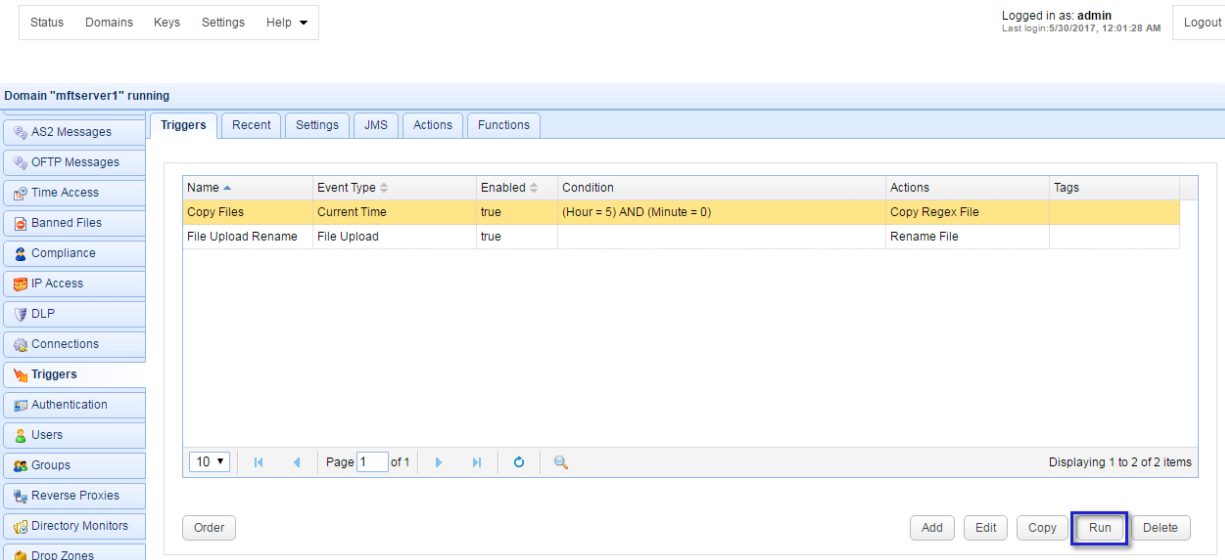 Status Domains Keys Settings Help
Logged in as: admin
Last login:5/30/2017, 12:01:28 AM
Logout
Domain "mftserver1" running
AS2 Messages
OFTP Messages
Time Access
Banned Files
Compliance
IP Access
DLP
Connections
Triggers
Authentication
Users
Groups
Reverse Proxies
Directory Monitors
Drop Zones
Triggers Recent Settings JMS Actions Functions
Name Event Type Enabled Condition Actions Tags
Copy Files Current Time true (Hour = 5) AND (Minute = 0) Copy Regex File
File Upload Rename File Upload true Rename File
10 Page 1 of 1 Displaying 1 to 2 of 2 items
Order Add Edit Copy Run Delete